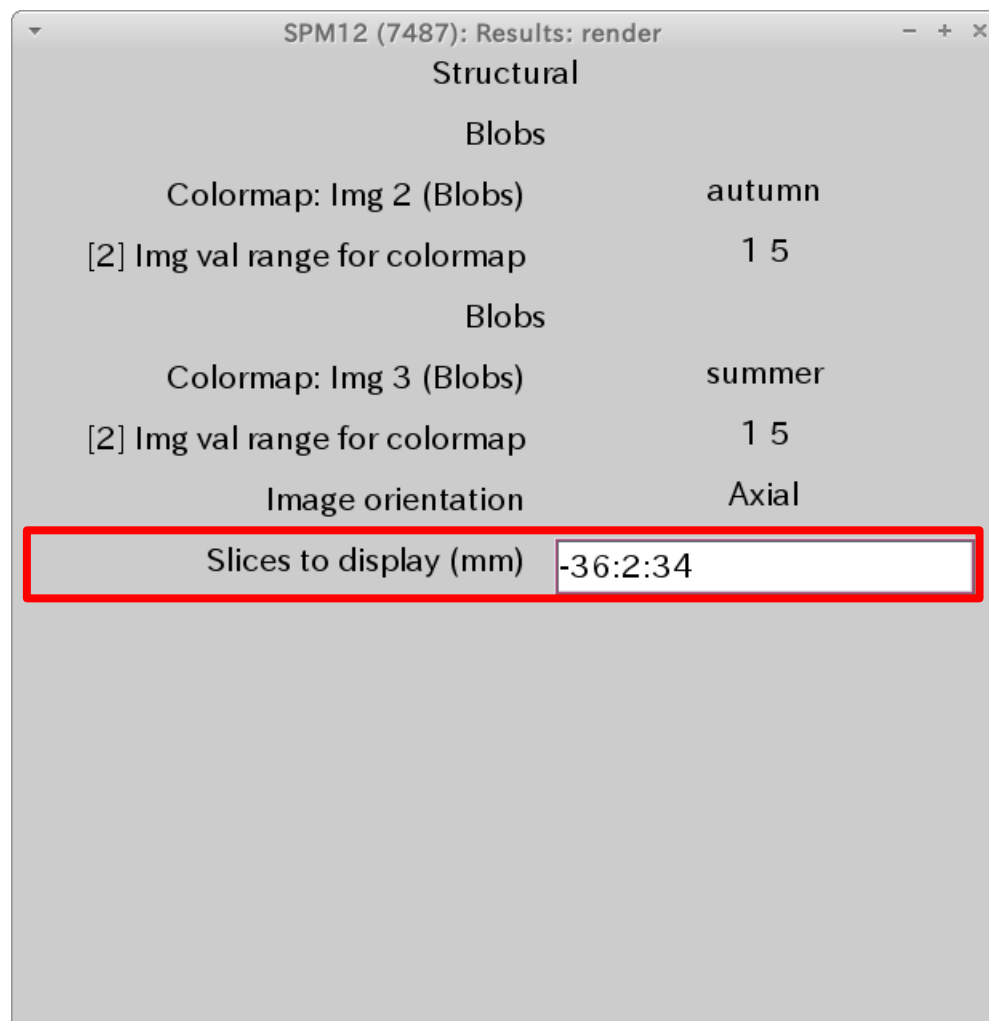 SPM12 (7487): Results: render
Structural
Blobs
Colormap: Img 2 (Blobs) autumn
[2] Img val range for colormap 1 5
Blobs
Colormap: Img 3 (Blobs) summer
[2] Img val range for colormap 1 5
Image orientation Axial
Slices to display (mm) -36:2:34